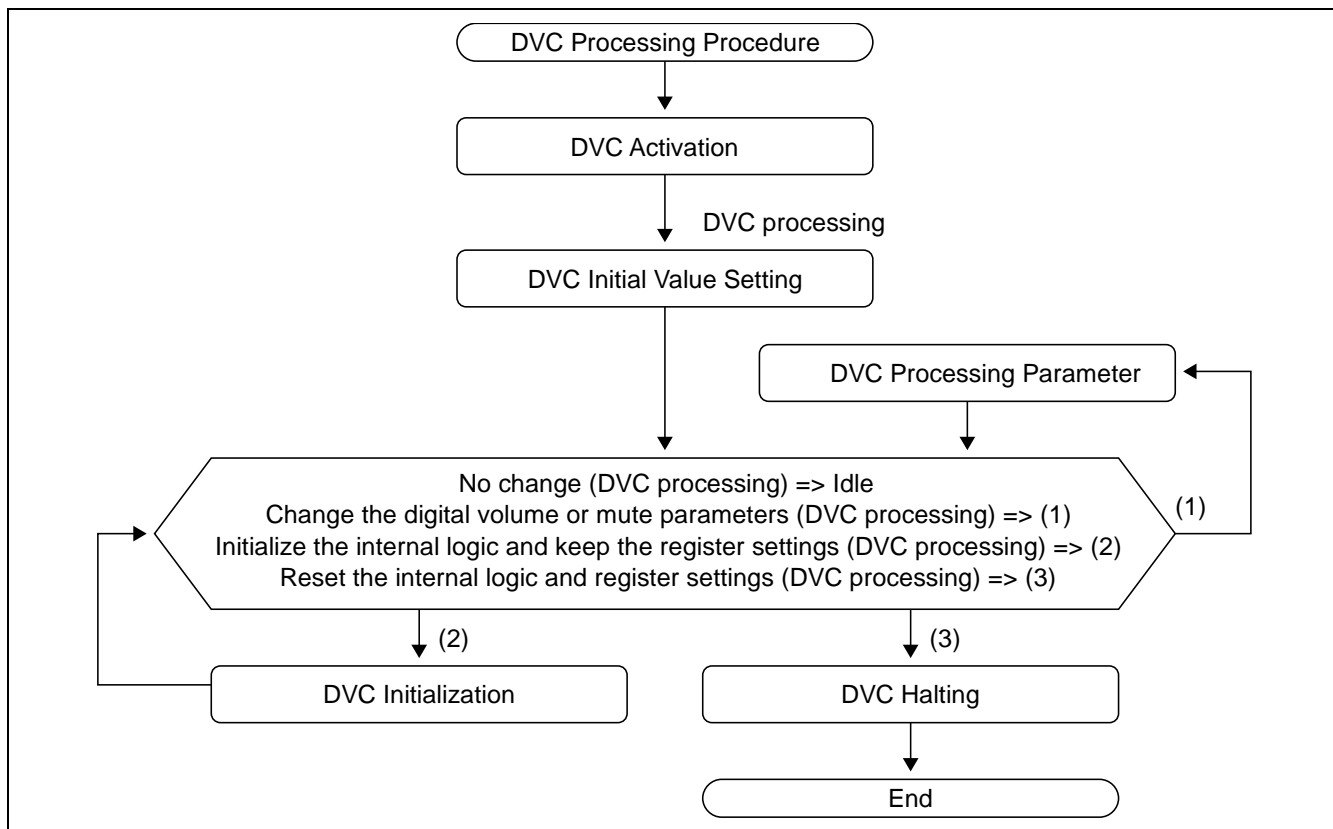 DVC Processing Procedure
DVC Activation
DVC processing
DVC Initial Value Setting
DVC Processing Parameter
No change (DVC processing) => Idle
Change the digital volume or mute parameters (DVC processing) => (1)
Initialize the internal logic and keep the register settings (DVC processing) => (2)
Reset the internal logic and register settings (DVC processing) => (3)
(1)
(2)
(3)
DVC Initialization
DVC Halting
End